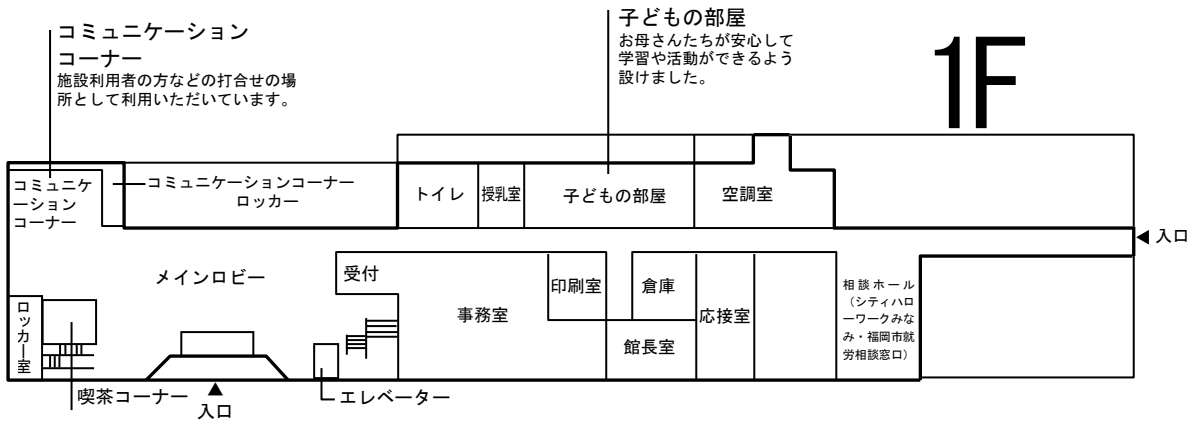 コミュニケーション
コーナー
施設利用者の方などの打合せの場
所として利用いただいています。
子どもの部屋
お母さんたちが安心して
学習や活動ができるよう
設けました。
1F
コミュニケ
ーション
コーナー
コミュニケーションコーナー
ロッカー
トイレ
授乳室
子どもの部屋
空調室
入口
メインロビー
受付
事務室
印刷室
倉庫
館長室
応接室
相談ホール
(シティハロ
ーワークみな
み・福岡市就
労相談窓口)
ロッカー室
喫茶コーナー
入口
エレベーター